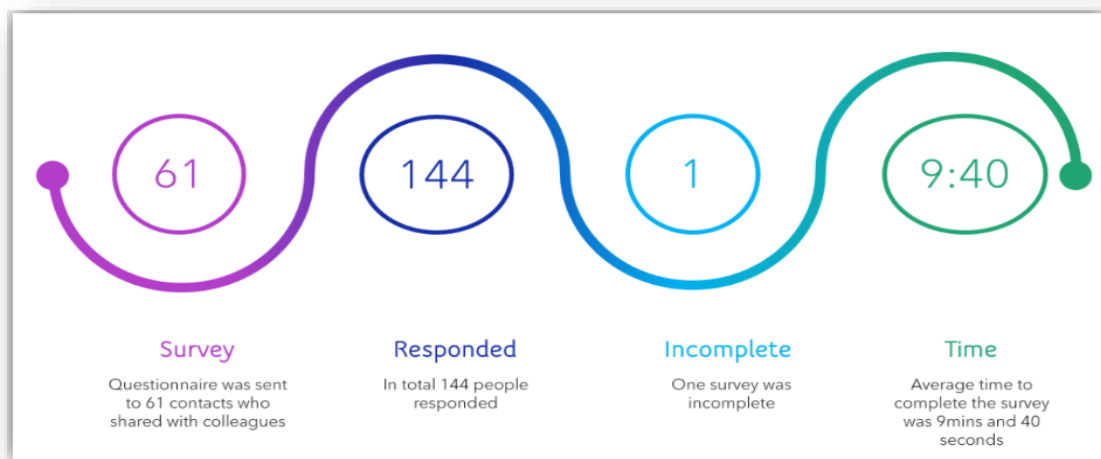 61
144
1
9:40
Survey
Questionnaire was sent
to 61 contacts who
shared with colleagues
Responded
In total 144 people
responded
Incomplete
One survey was
incomplete
Time
Average time to
complete the survey
was 9mins and 40
seconds